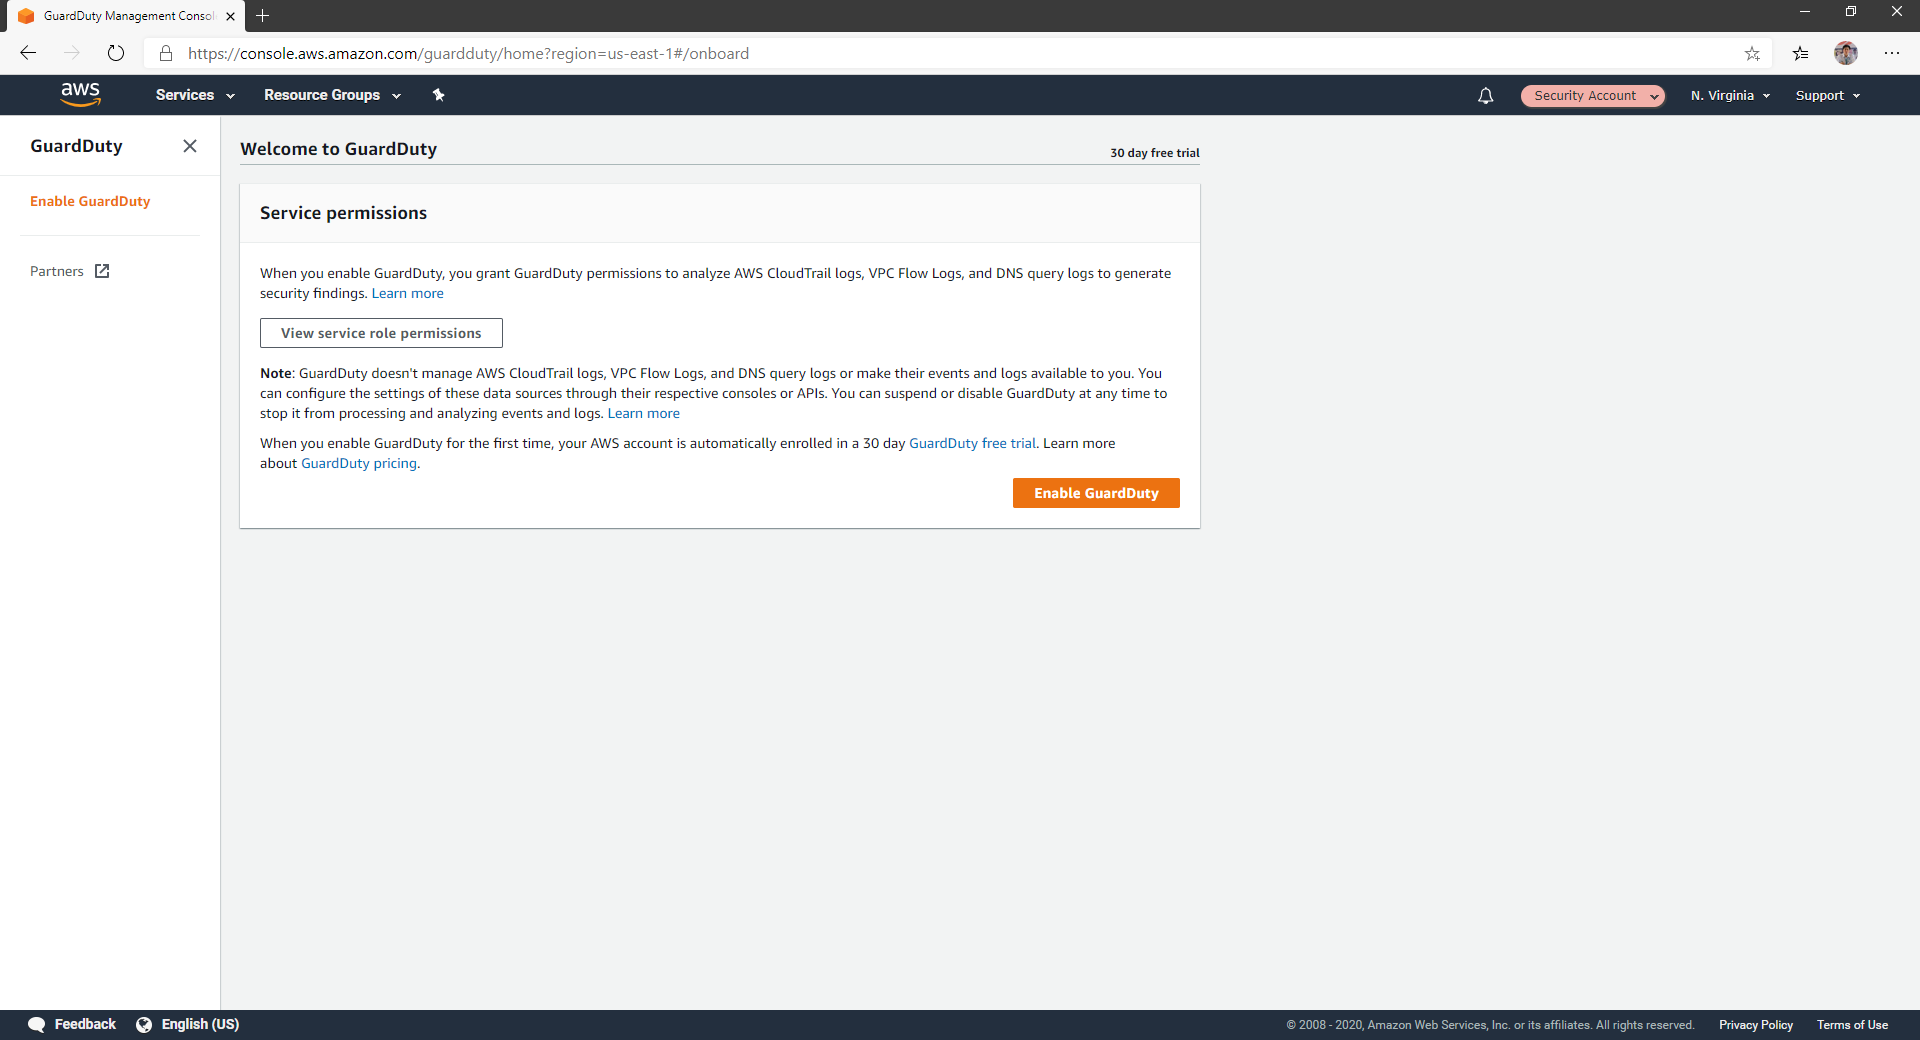 GuardDuty Management Consol
https://console.aws.amazon.com/guardduty/home?region=us-east-1#/onboard
aws
Services
Resource Groups
Security Account
N. Virginia
Support
GuardDuty
Enable GuardDuty
Partners
Welcome to GuardDuty
30 day free trial
Service permissions
When you enable GuardDuty, you grant GuardDuty permissions to analyze AWS CloudTrail logs, VPC Flow Logs, and DNS query logs to generate
security findings. Learn more
View service role permissions
Note: GuardDuty doesn't manage AWS CloudTrail logs, VPC Flow Logs, and DNS query logs or make their events and logs available to you. You
can configure the settings of these data sources through their respective consoles or APIs. You can suspend or disable GuardDuty at any time to
stop it from processing and analyzing events and logs. Learn more
When you enable GuardDuty for the first time, your AWS account is automatically enrolled in a 30 day GuardDuty free trial. Learn more
about GuardDuty pricing.
Enable GuardDuty
Feedback
English (US)
© 2008 - 2020, Amazon Web Services, Inc. or its affiliates. All rights reserved.
Privacy Policy
Terms of Use